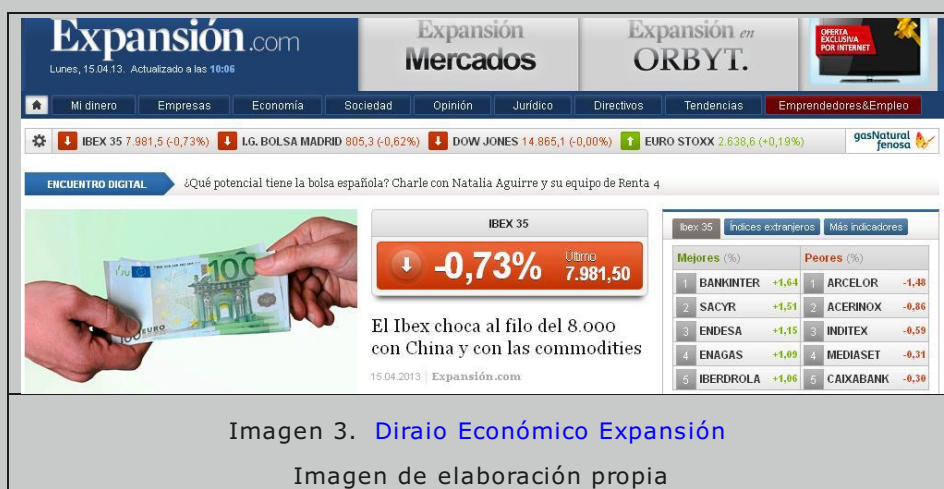 Expansión.com
Lunes, 15.04.13. Actualizado a las 10:06
Expansión
Mercados
Expansión en
ORBYT.
OFERTA
EXCLUSIVA
POR INTERNET
Mi dinero Empresas Economía Sociedad Opinión Jurídico Directivos Tendencias Emprendedores&Empleo
IBEX 35 7.981,5 (-0,73%) I.G. BOLSA MADRID 805,3 (-0,62%) DOW JONES 14.865,1 (-0,00%) EURO STOXX 2.638,6 (+0,19%)
gasNatural
fenosa
ENCUENTRO DIGITAL ¿Qué potencial tiene la bolsa española? Charle con Natalia Aguirre y su equipo de Renta 4
100
EURO
IBEX 35
-0,73%
Último
7.981,50
El Ibex choca al filo del 8.000
con China y con las commodities
15.04.2013 | Expansión.com
Ibex 35 Índices extranjeros Más indicadores
Mejores (%) Peores (%)
1 BANKINTER +1,64 1 ARCELOR -1,48
2 SACYR +1,51 2 ACERINOX -0,86
3 ENDESA +1,15 3 INDITEX -0,59
4 ENAGAS +1,09 4 MEDIASET -0,31
5 IBERDROLA +1,06 5 CAIXABANK -0,30
Imagen 3. Diraio Económico Expansión
Imagen de elaboración propia